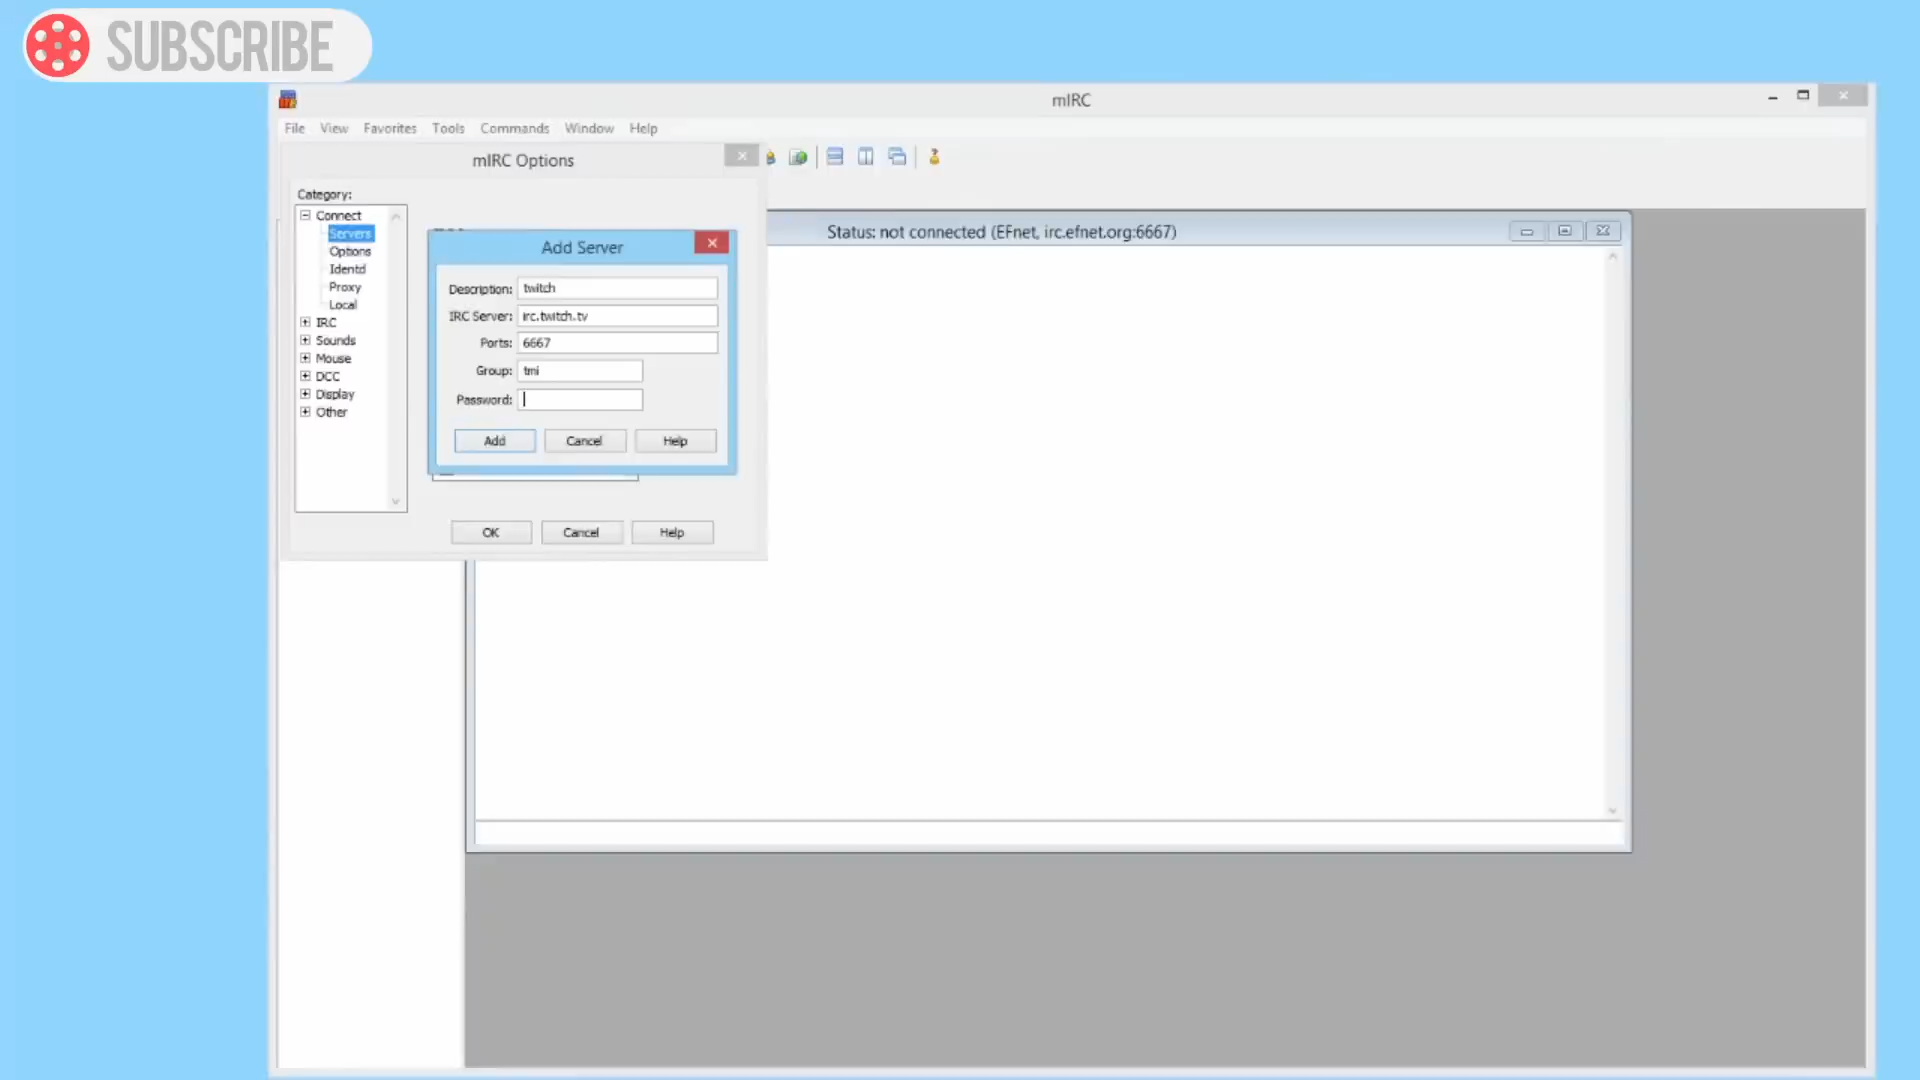 SUBSCRIBE
mIRC
File View Favorites Tools Commands Window Help
mIRC Options
Category:
Connect
Servers
Options
Identd
Proxy
Local
IRC
Sounds
Mouse
DCC
Display
Other
Add Server
Description: twitch
IRC Server: irc.twitch.tv
Ports: 6667
Group: tmi
Password:
Add Cancel Help
OK Cancel Help
Status: not connected (EFnet, irc.efnet.org:6667)